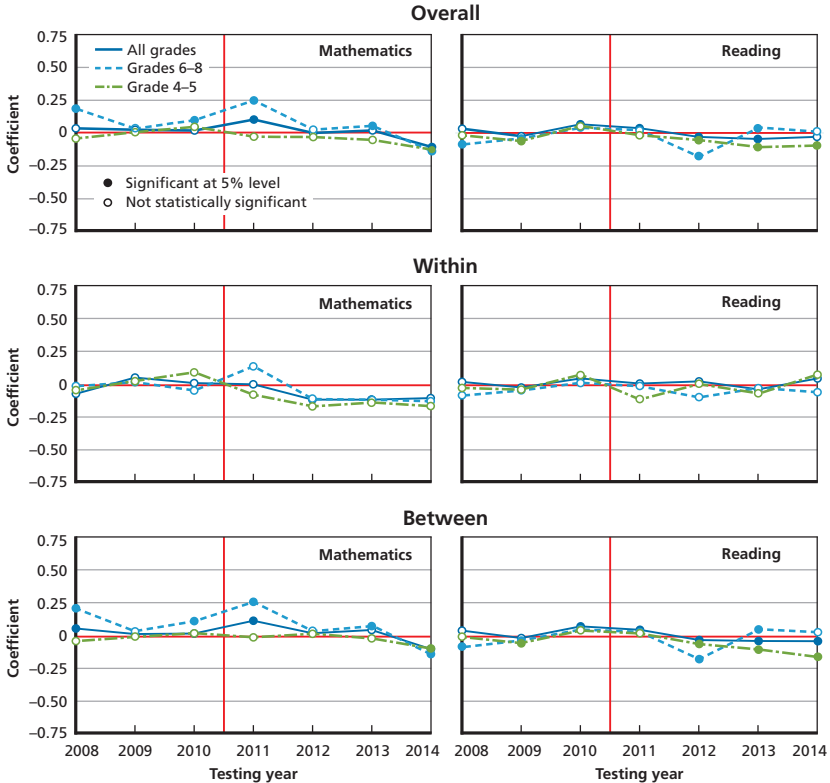 Overall
0.75
0.50
0.25
0
–0.25
–0.50
–0.75
Coefficient
All grades
Grades 6–8
Grade 4–5
Mathematics
Significant at 5% level
Not statistically significant
Reading
Within
0.75
0.50
0.25
0
–0.25
–0.50
–0.75
Coefficient
Mathematics
Reading
Between
0.75
0.50
0.25
0
–0.25
–0.50
–0.75
Coefficient
Mathematics
Reading
2008 2009 2010 2011 2012 2013 2014
2008 2009 2010 2011 2012 2013 2014
Testing year
Testing year